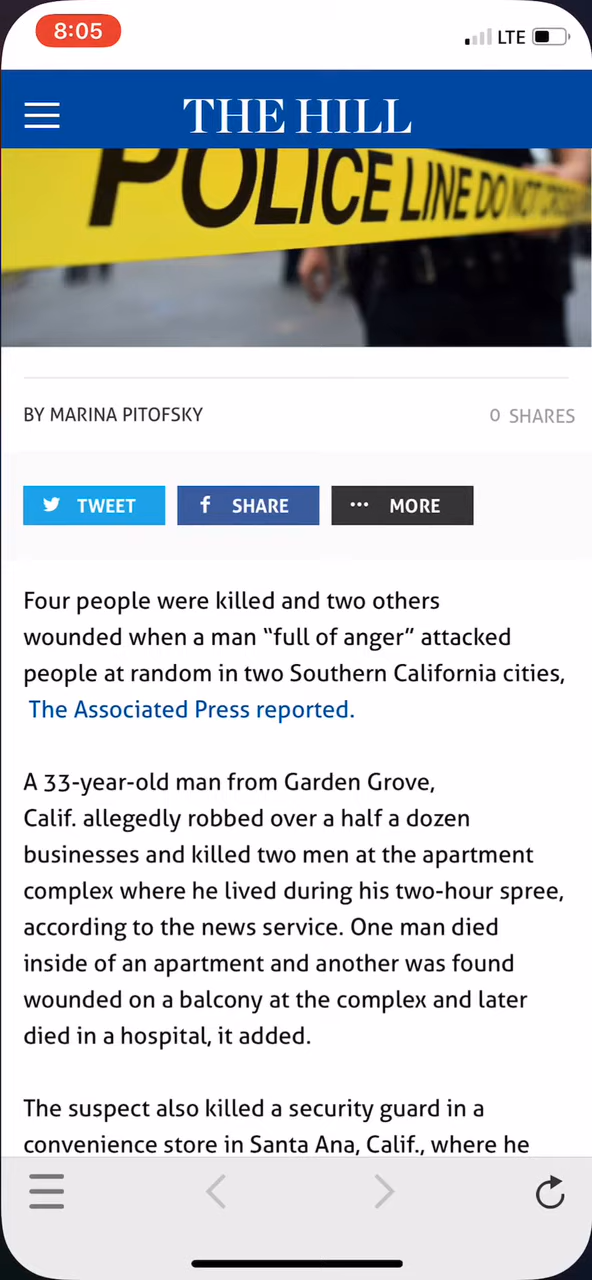 8:05
LTE
THE HILL
POLICE LINE DO NOT CROSS
BY MARINA PITOFSKY
0 SHARES
TWEET
SHARE
MORE
Four people were killed and two others
wounded when a man “full of anger” attacked
people at random in two Southern California cities,
The Associated Press reported.
A 33-year-old man from Garden Grove,
Calif. allegedly robbed over a half a dozen
businesses and killed two men at the apartment
complex where he lived during his two-hour spree,
according to the news service. One man died
inside of an apartment and another was found
wounded on a balcony at the complex and later
died in a hospital, it added.
The suspect also killed a security guard in a
convenience store in Santa Ana, Calif., where he